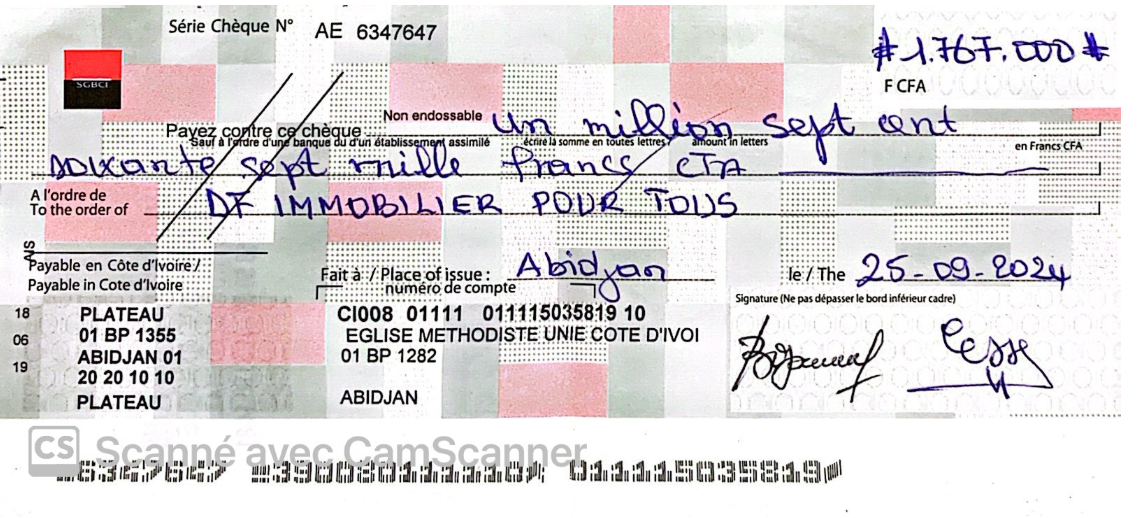 Série Chèque N° AE 6347647
# 1.767.000 #
SGBCI
F CFA
Non endossable
Payez contre ce chèque un million sept cent
Sauf à l'ordre d'une banque ou d'un établissement assimilé écrire la somme en toutes lettres / amount in letters en Francs CFA
soixante sept mille francs CFA
A l'ordre de
To the order of DF IMMOBILIER POUR TOUS
Payable en Côte d'Ivoire /
Payable in Cote d'Ivoire
Fait à / Place of issue : Abidjan le / The 25-09-2024
numéro de compte
Signature (Ne pas dépasser le bord inférieur cadre)
18 PLATEAU
06 01 BP 1355
19 ABIDJAN 01
20 20 10 10
PLATEAU
CI008 01111 011115035819 10
EGLISE METHODISTE UNIE COTE D'IVOI
01 BP 1282
ABIDJAN
CS Scanné avec CamScanner
6347647 390080111110 011115035819